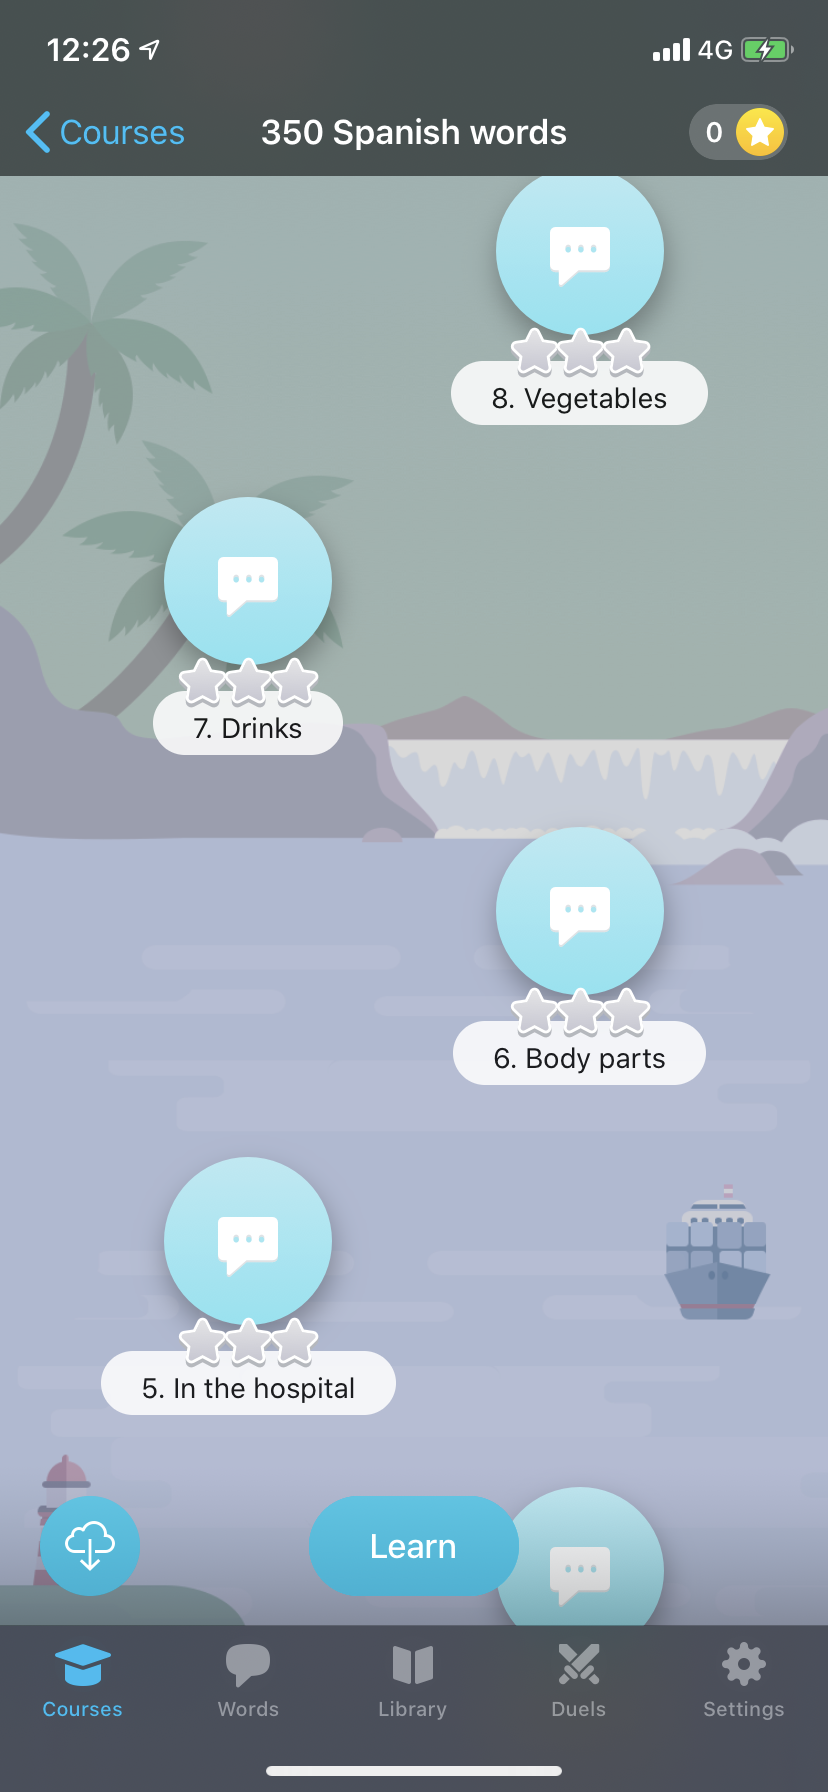 12:26
4G
Courses
350 Spanish words
0
8. Vegetables
7. Drinks
6. Body parts
5. In the hospital
Learn
Courses
Words
Library
Duels
Settings